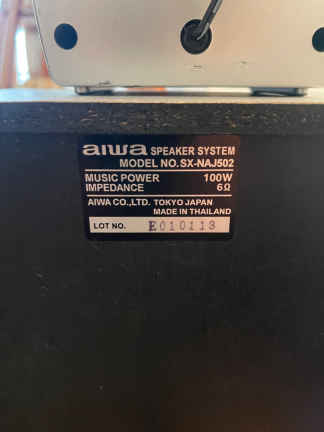 aiwa SPEAKER SYSTEM
MODEL NO. SX-NAJ502
MUSIC POWER 100W
IMPEDANCE 6Ω
AIWA CO., LTD. TOKYO JAPAN
MADE IN THAILAND
LOT NO. E010113